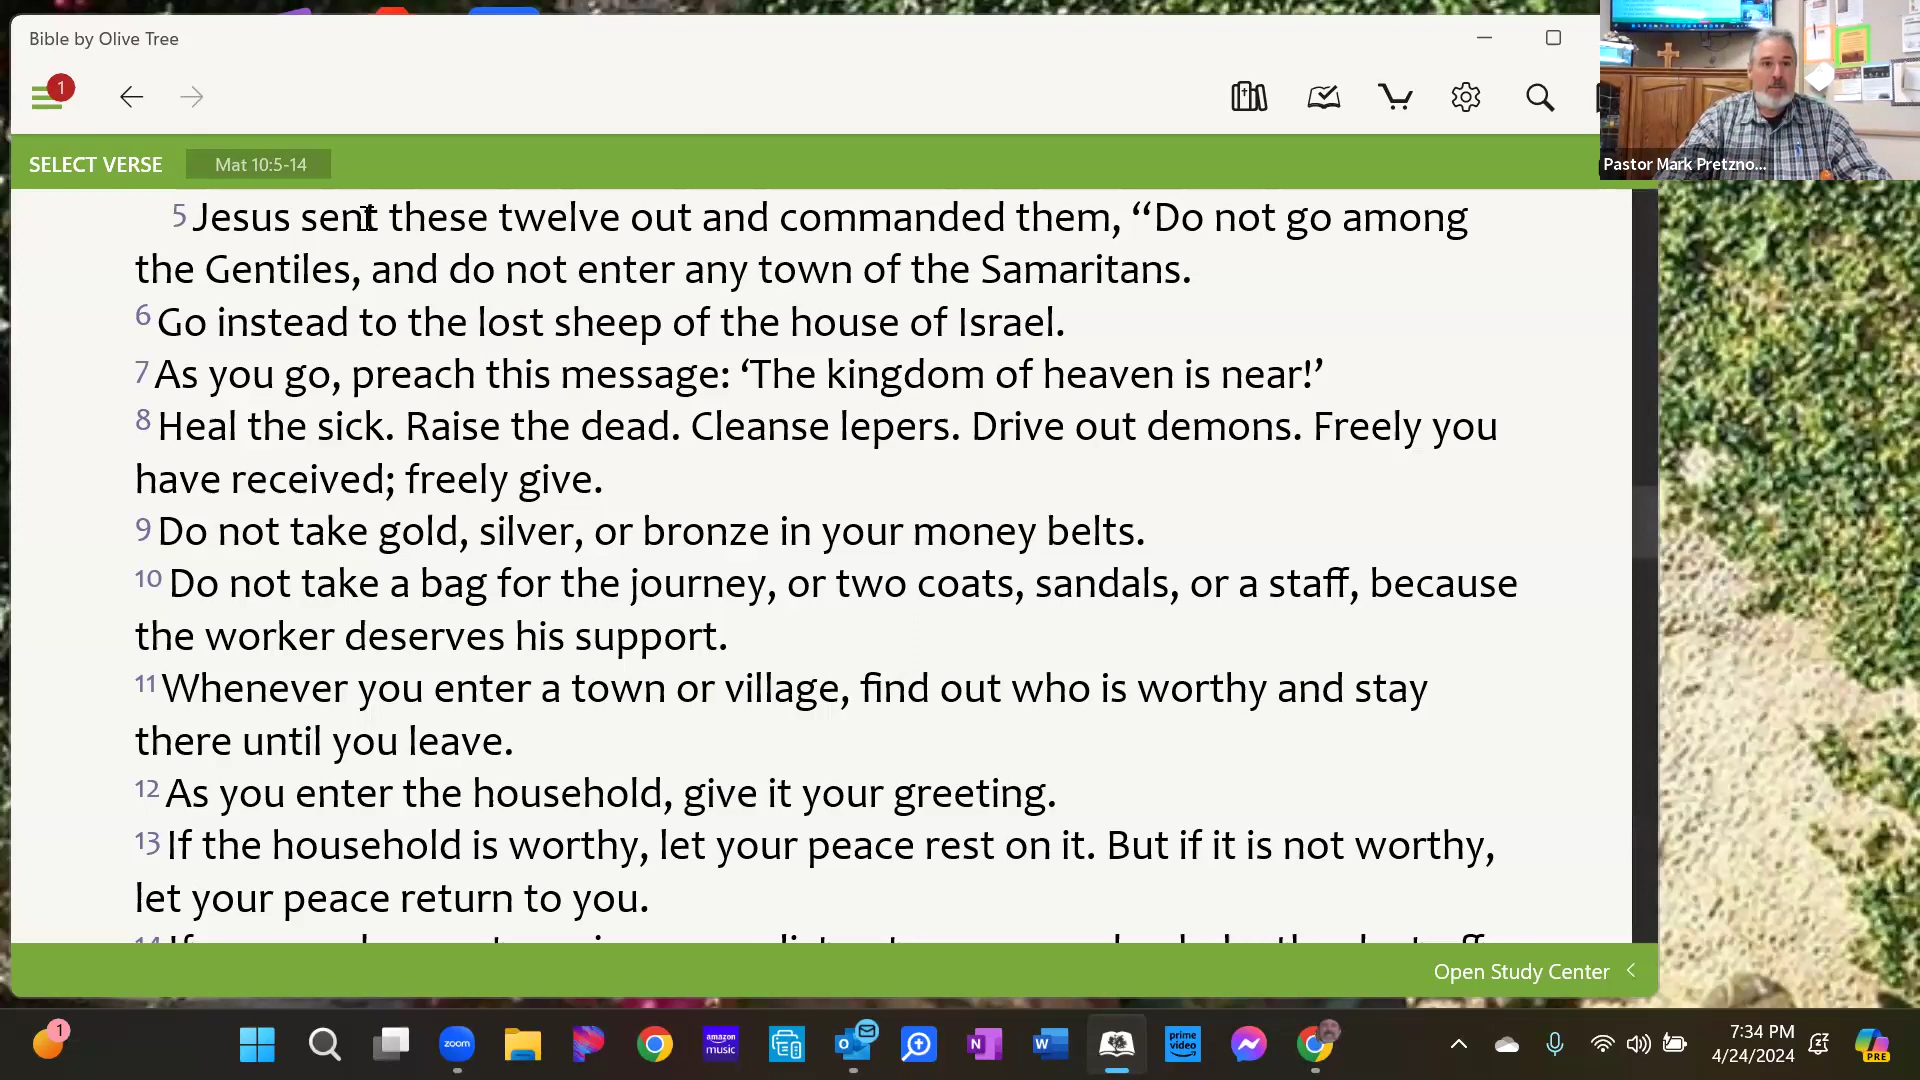 Bible by Olive Tree
1
SELECT VERSE
Mat 10:5-14
Pastor Mark Pretzno...
5 Jesus sent these twelve out and commanded them, “Do not go among
the Gentiles, and do not enter any town of the Samaritans.
6 Go instead to the lost sheep of the house of Israel.
7 As you go, preach this message: ‘The kingdom of heaven is near!’
8 Heal the sick. Raise the dead. Cleanse lepers. Drive out demons. Freely you
have received; freely give.
9 Do not take gold, silver, or bronze in your money belts.
10 Do not take a bag for the journey, or two coats, sandals, or a staff, because
the worker deserves his support.
11 Whenever you enter a town or village, find out who is worthy and stay
there until you leave.
12 As you enter the household, give it your greeting.
13 If the household is worthy, let your peace rest on it. But if it is not worthy,
let your peace return to you.
Open Study Center
1
zoom
amazon
music
N
W
prime
video
7:34 PM
4/24/2024
PRE